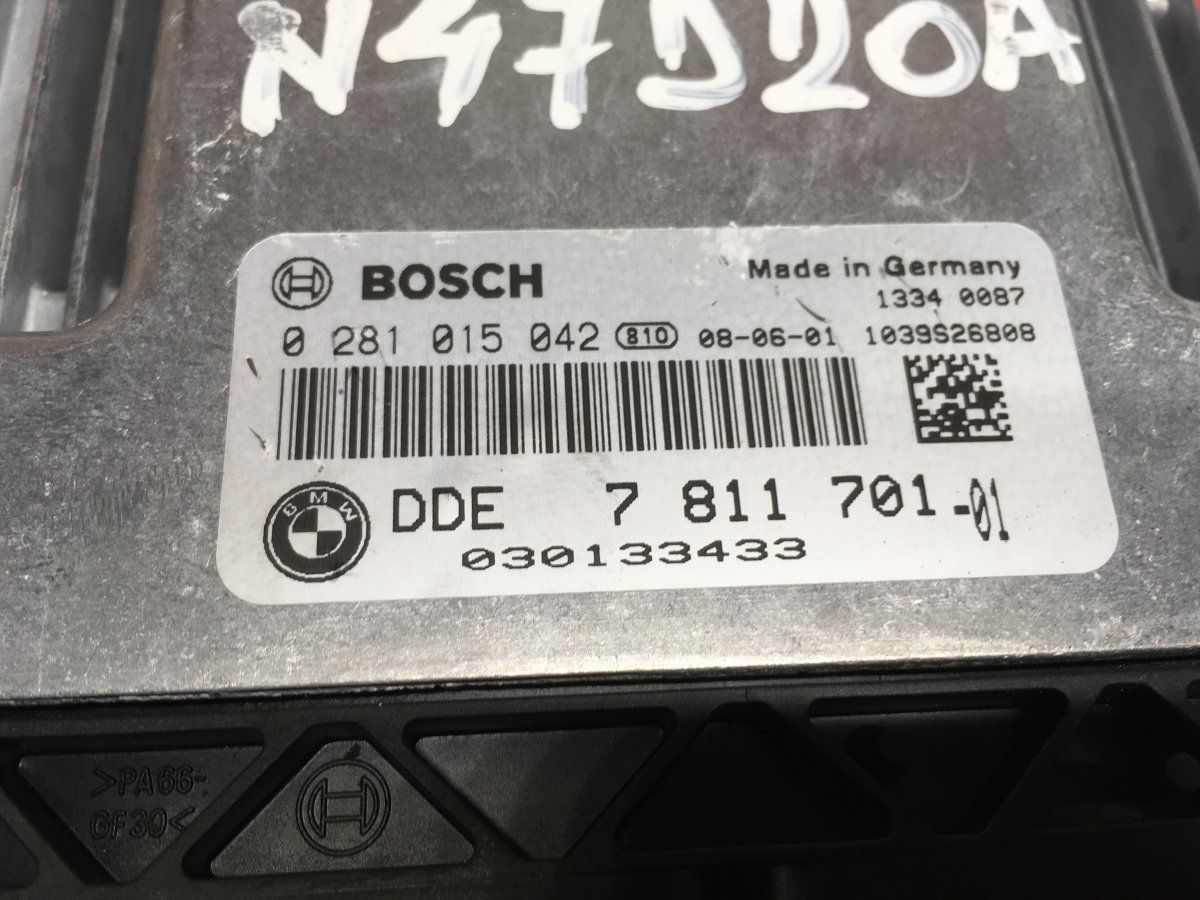 N47D20A
BOSCH
Made in Germany
1334 0087
0 281 015 042 810 08-06-01 1039S26808
BMW
DDE 7 811 701-01
030133433
>PA66-
GF30<